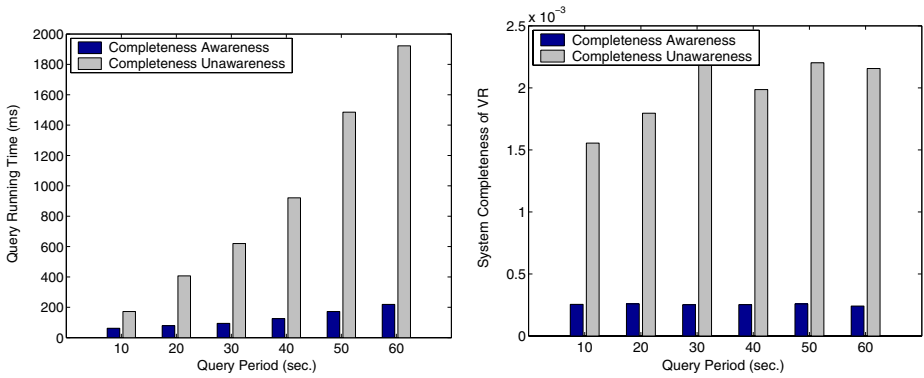 2000
1800
1600
1400
1200
1000
800
600
400
200
0
Query Running Time (ms)
Completeness Awareness
Completeness Unawareness
10 20 30 40 50 60
Query Period (sec.)
x 10⁻³
2.5
2
1.5
1
0.5
0
System Completeness of VR
Completeness Awareness
Completeness Unawareness
10 20 30 40 50 60
Query Period (sec.)